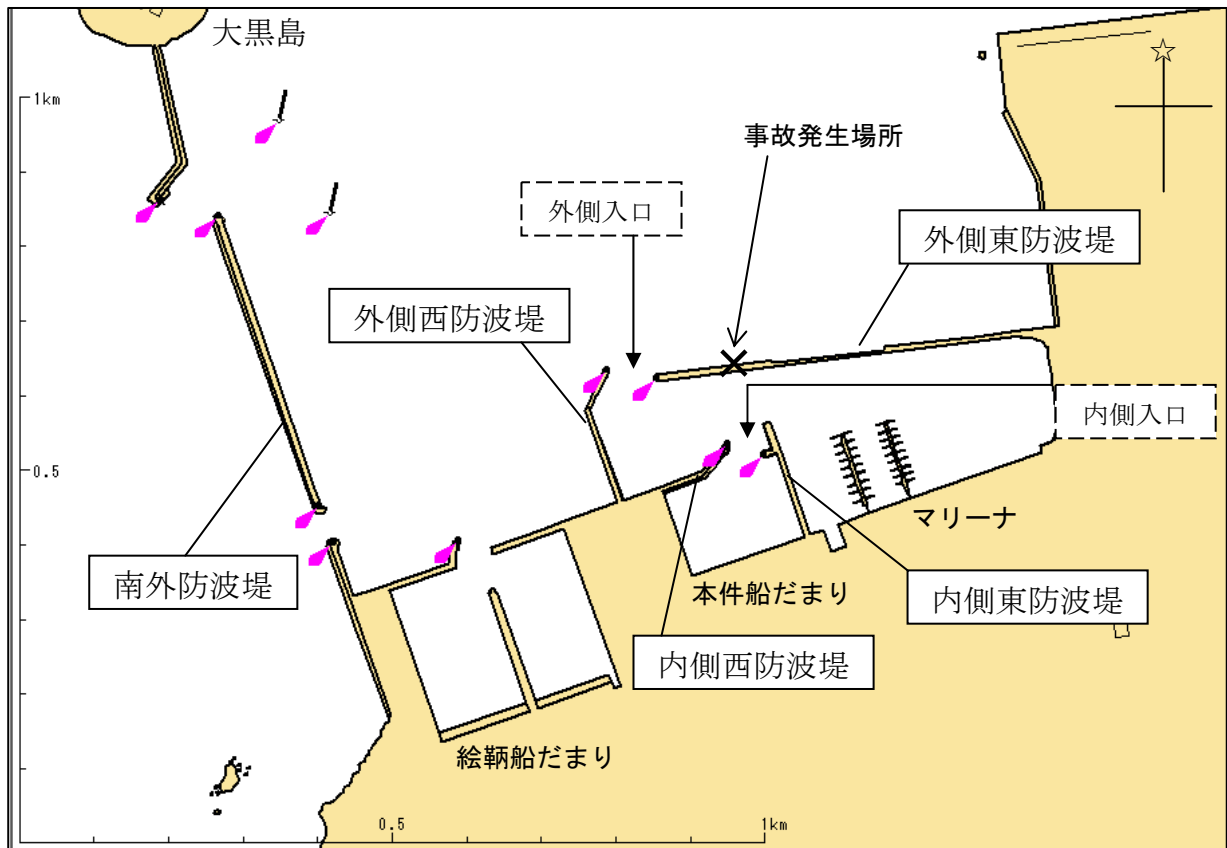 大黒島
1km
事故発生場所
外側入口
外側東防波堤
外側西防波堤
内側入口
0.5
マリーナ
南外防波堤
本件船だまり
内側東防波堤
内側西防波堤
絵鞆船だまり
0.5
1km